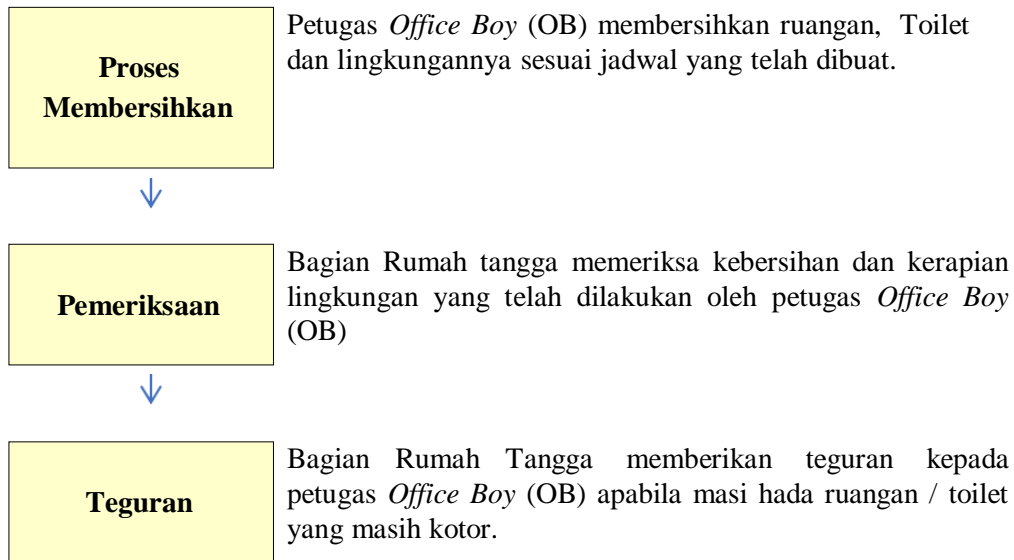 Proses
Membersihkan
Petugas Office Boy (OB) membersihkan ruangan, Toilet
dan lingkungannya sesuai jadwal yang telah dibuat.
Pemeriksaan
Bagian Rumah tangga memeriksa kebersihan dan kerapian
lingkungan yang telah dilakukan oleh petugas Office Boy
(OB)
Teguran
Bagian Rumah Tangga memberikan teguran kepada
petugas Office Boy (OB) apabila masi hada ruangan / toilet
yang masih kotor.